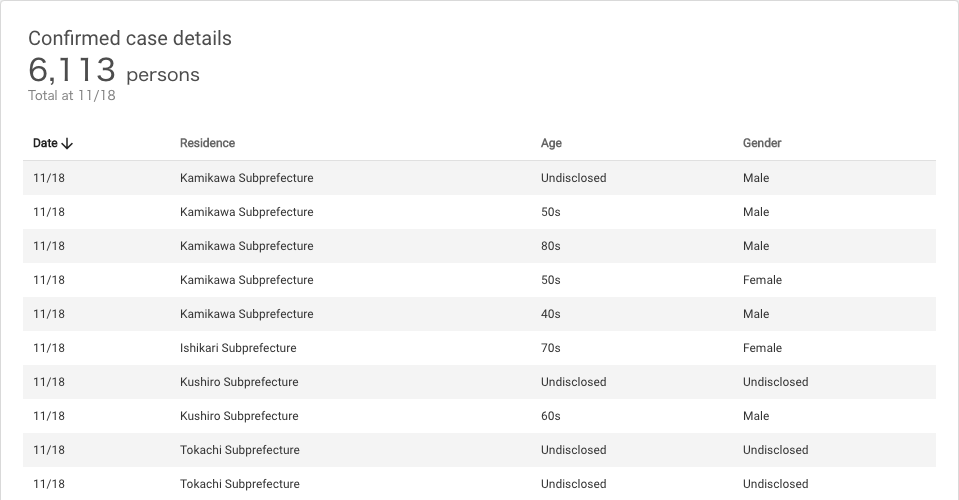 Confirmed case details
6,113 persons
Total at 11/18
Date Residence Age Gender
11/18 Kamikawa Subprefecture Undisclosed Male
11/18 Kamikawa Subprefecture 50s Male
11/18 Kamikawa Subprefecture 80s Male
11/18 Kamikawa Subprefecture 50s Female
11/18 Kamikawa Subprefecture 40s Male
11/18 Ishikari Subprefecture 70s Female
11/18 Kushiro Subprefecture Undisclosed Undisclosed
11/18 Kushiro Subprefecture 60s Male
11/18 Tokachi Subprefecture Undisclosed Undisclosed
11/18 Tokachi Subprefecture Undisclosed Undisclosed